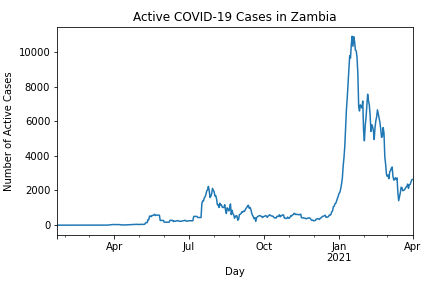 Active COVID-19 Cases in Zambia
Number of Active Cases
10000
8000
6000
4000
2000
0
Apr Jul Oct Jan Apr
2021
Day